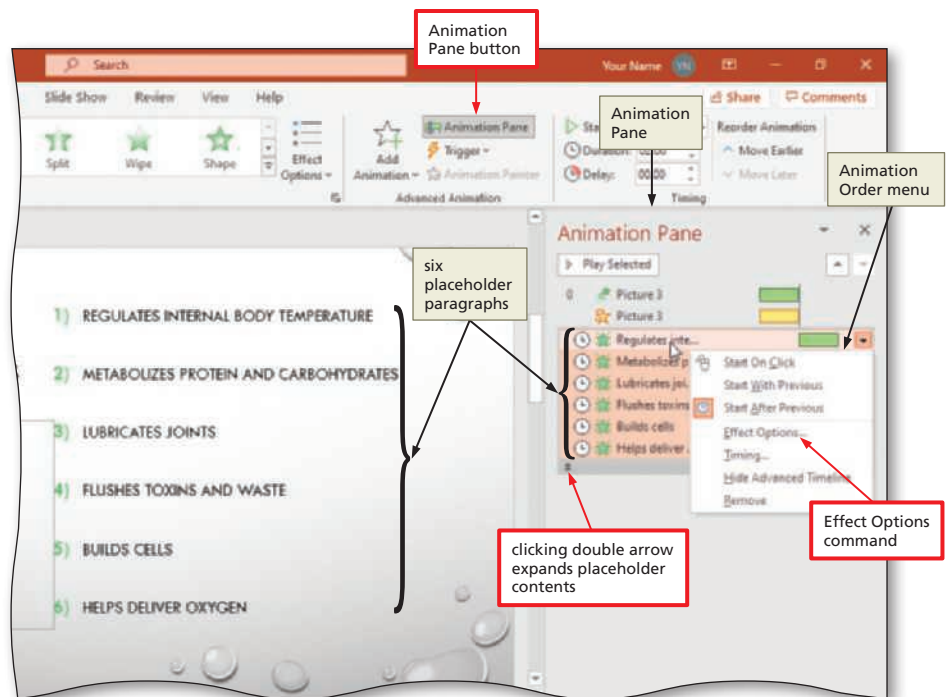 Animation
Pane button
Search
Your Name YN
Slide Show Review View Help
Share Comments
Split Wipe Shape
Effect
Options
Add
Animation
Animation Pane
Trigger
Animation Painter
Advanced Animation
Animation
Pane
Duration:
Delay: 00.00
Timing
Reorder Animation
Move Earlier
Move Later
Animation
Order menu
six
placeholder
paragraphs
1) REGULATES INTERNAL BODY TEMPERATURE
2) METABOLIZES PROTEIN AND CARBOHYDRATES
3) LUBRICATES JOINTS
4) FLUSHES TOXINS AND WASTE
5) BUILDS CELLS
6) HELPS DELIVER OXYGEN
Animation Pane
Play Selected
0 Picture 3
Picture 3
Regulates inte...
Metabolizes p
Lubricates joi..
Flushes toxins
Builds cells
Helps deliver
Start On Click
Start With Previous
Start After Previous
Effect Options...
Timing...
Hide Advanced Timeline
Remove
Effect Options
command
clicking double arrow
expands placeholder
contents